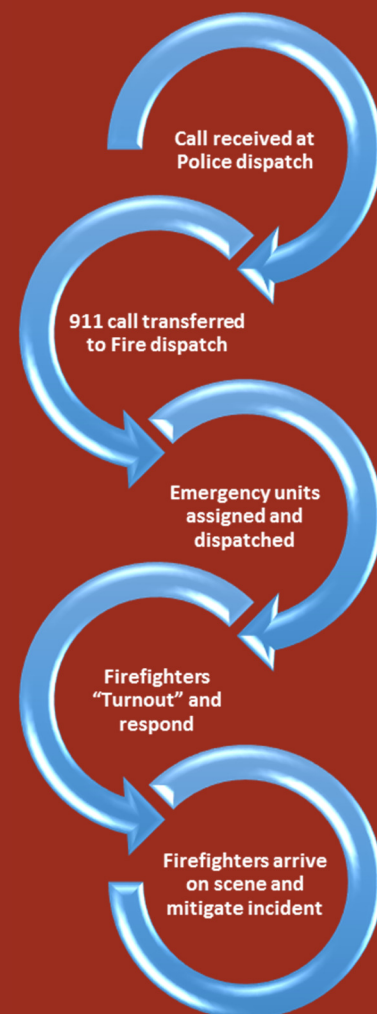 Call received at
Police dispatch
911 call transferred
to Fire dispatch
Emergency units
assigned and
dispatched
Firefighters
“Turnout” and
respond
Firefighters arrive
on scene and
mitigate incident